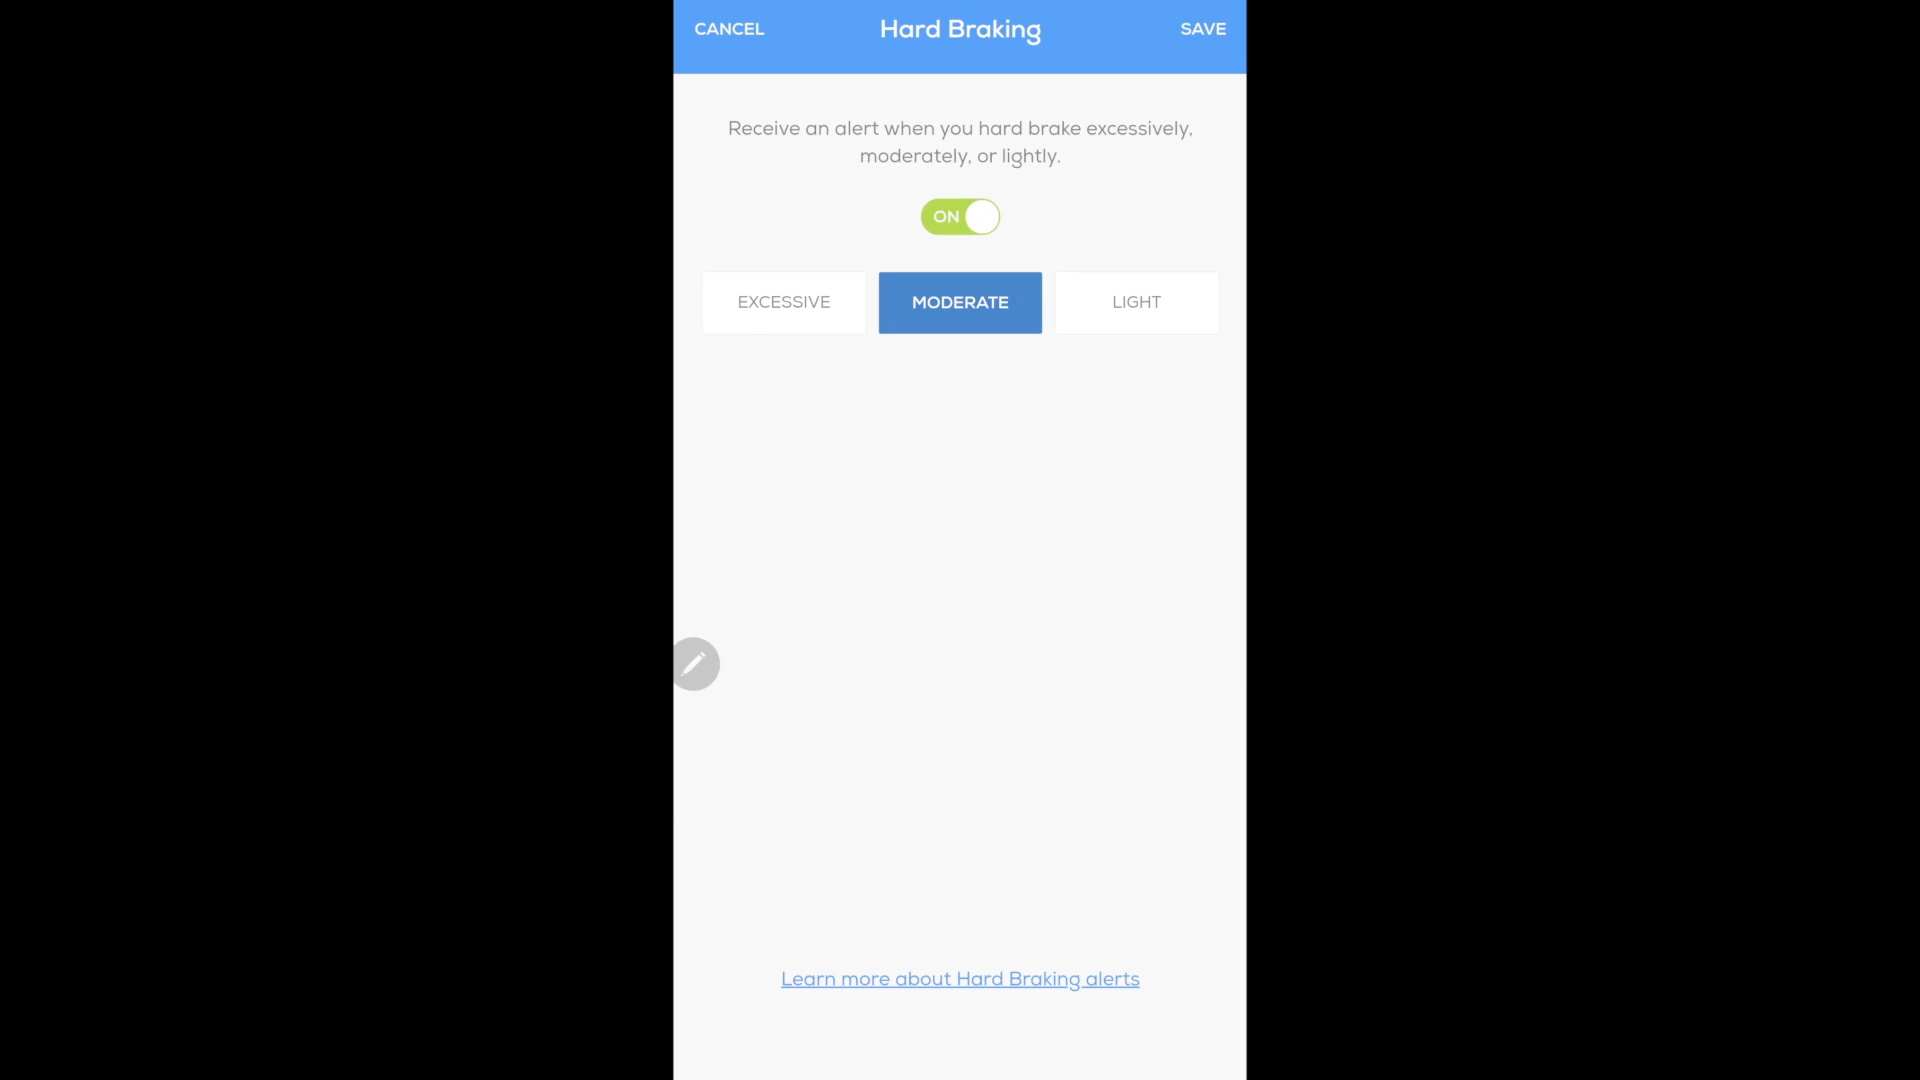 CANCEL Hard Braking SAVE
Receive an alert when you hard brake excessively,
moderately, or lightly.
ON
EXCESSIVE MODERATE LIGHT
Learn more about Hard Braking alerts